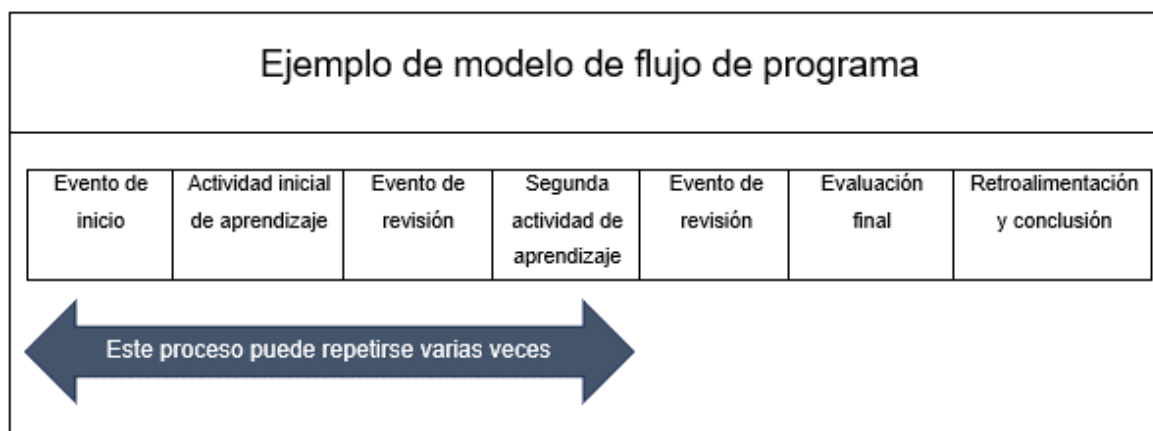 Ejemplo de modelo de flujo de programa
Evento de
inicio
Actividad inicial
de aprendizaje
Evento de
revisión
Segunda
actividad de
aprendizaje
Evento de
revisión
Evaluación
final
Retroalimentación
y conclusión
Este proceso puede repetirse varias veces